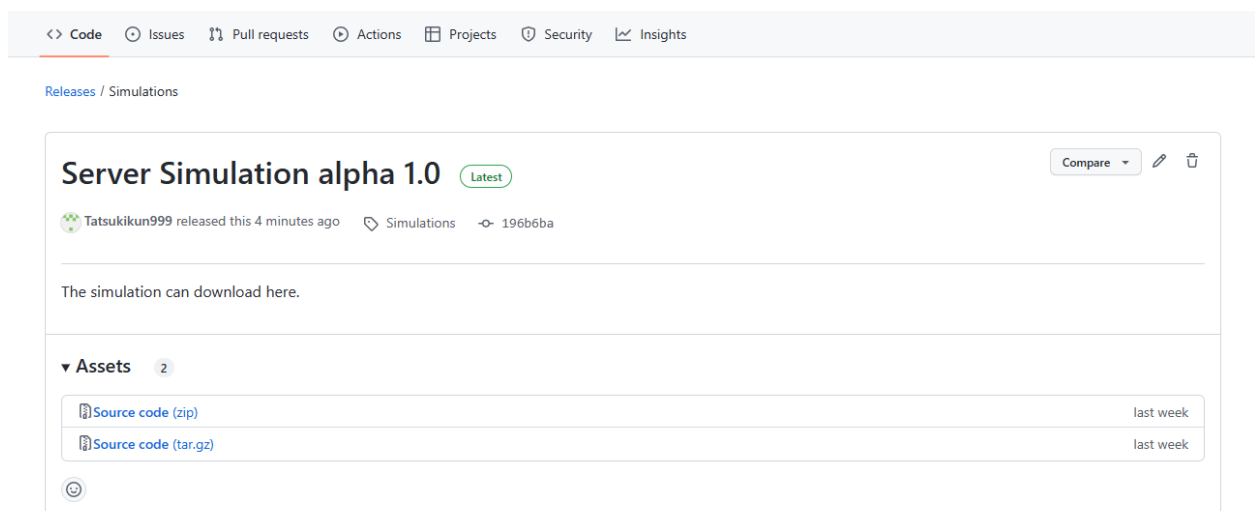 Code Issues Pull requests Actions Projects Security Insights
Releases / Simulations
Server Simulation alpha 1.0 Latest Compare
Tatsukikun999 released this 4 minutes ago Simulations 196b6ba
The simulation can download here.
Assets 2
Source code (zip) last week
Source code (tar.gz) last week